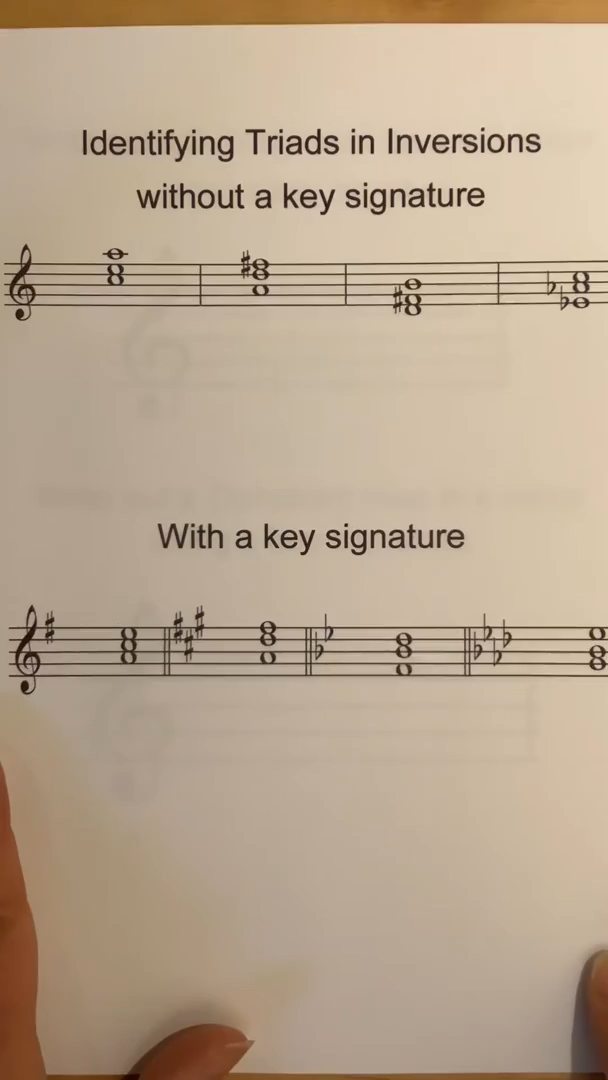 Identifying Triads in Inversions
without a key signature
With a key signature